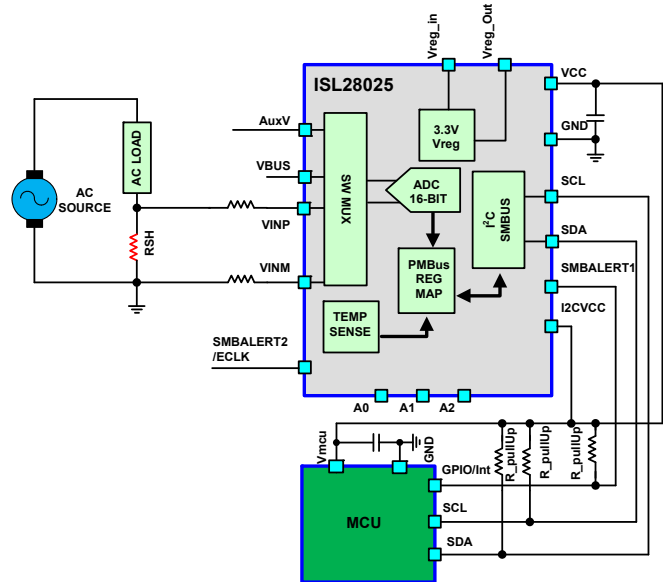 Vreg_in
Vreg_Out
ISL28025
VCC
AuxV
3.3V
Vreg
GND
AC LOAD
VBUS
SW MUX
ADC
16-BIT
SCL
AC
SOURCE
I²C
SMBUS
VINP
SDA
RSH
PMBus
REG
MAP
SMBALERT1
VINM
I2CVCC
TEMP
SENSE
SMBALERT2
/ECLK
A0
A1
A2
Vmcu
GND
R_pullUp
R_pullUp
R_pullUp
GPIO/Int
SCL
MCU
SDA